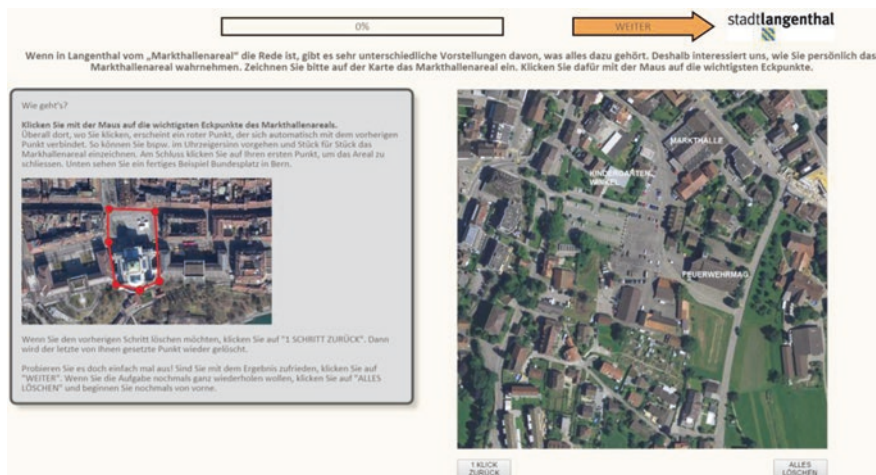 0%
WEITER
stadtlangenthal
Wenn in Langenthal vom „Markthallenareal" die Rede ist, gibt es sehr unterschiedliche Vorstellungen davon, was alles dazu gehört. Deshalb interessiert uns, wie Sie persönlich das
Markthallenareal wahrnehmen. Zeichnen Sie bitte auf der Karte das Markthallenareal ein. Klicken Sie dafür mit der Maus auf die wichtigsten Eckpunkte.
Wie geht's?
Klicken Sie mit der Maus auf die wichtigsten Eckpunkte des Markthallenareals.
Überall dort, wo Sie klicken, erscheint ein roter Punkt, der sich automatisch mit dem vorherigen
Punkt verbindet. So können Sie bspw. im Uhrzeigersinn vorgehen und Stück für Stück das
Markhallenareal einzeichnen. Am Schluss klicken Sie auf Ihren ersten Punkt, um das Areal zu
schliessen. Unten sehen Sie ein fertiges Beispiel Bundesplatz in Bern.
Wenn Sie den vorherigen Schritt löschen möchten, klicken Sie auf "1 SCHRITT ZURÜCK". Dann
wird der letzte von Ihnen gesetzte Punkt wieder gelöscht.
Probieren Sie es doch einfach mal aus! Sind Sie mit dem Ergebnis zufrieden, klicken Sie auf
"WEITER". Wenn Sie die Aufgabe nochmals ganz wiederholen wollen, klicken Sie auf "ALLES
LÖSCHEN" und beginnen Sie nochmals von vorne.
MARKTHALLE
KINDERGARTEN
WINKEL
FEUERWEHRMAG.
1 KLICK
ZURÜCK
ALLES
LÖSCHEN